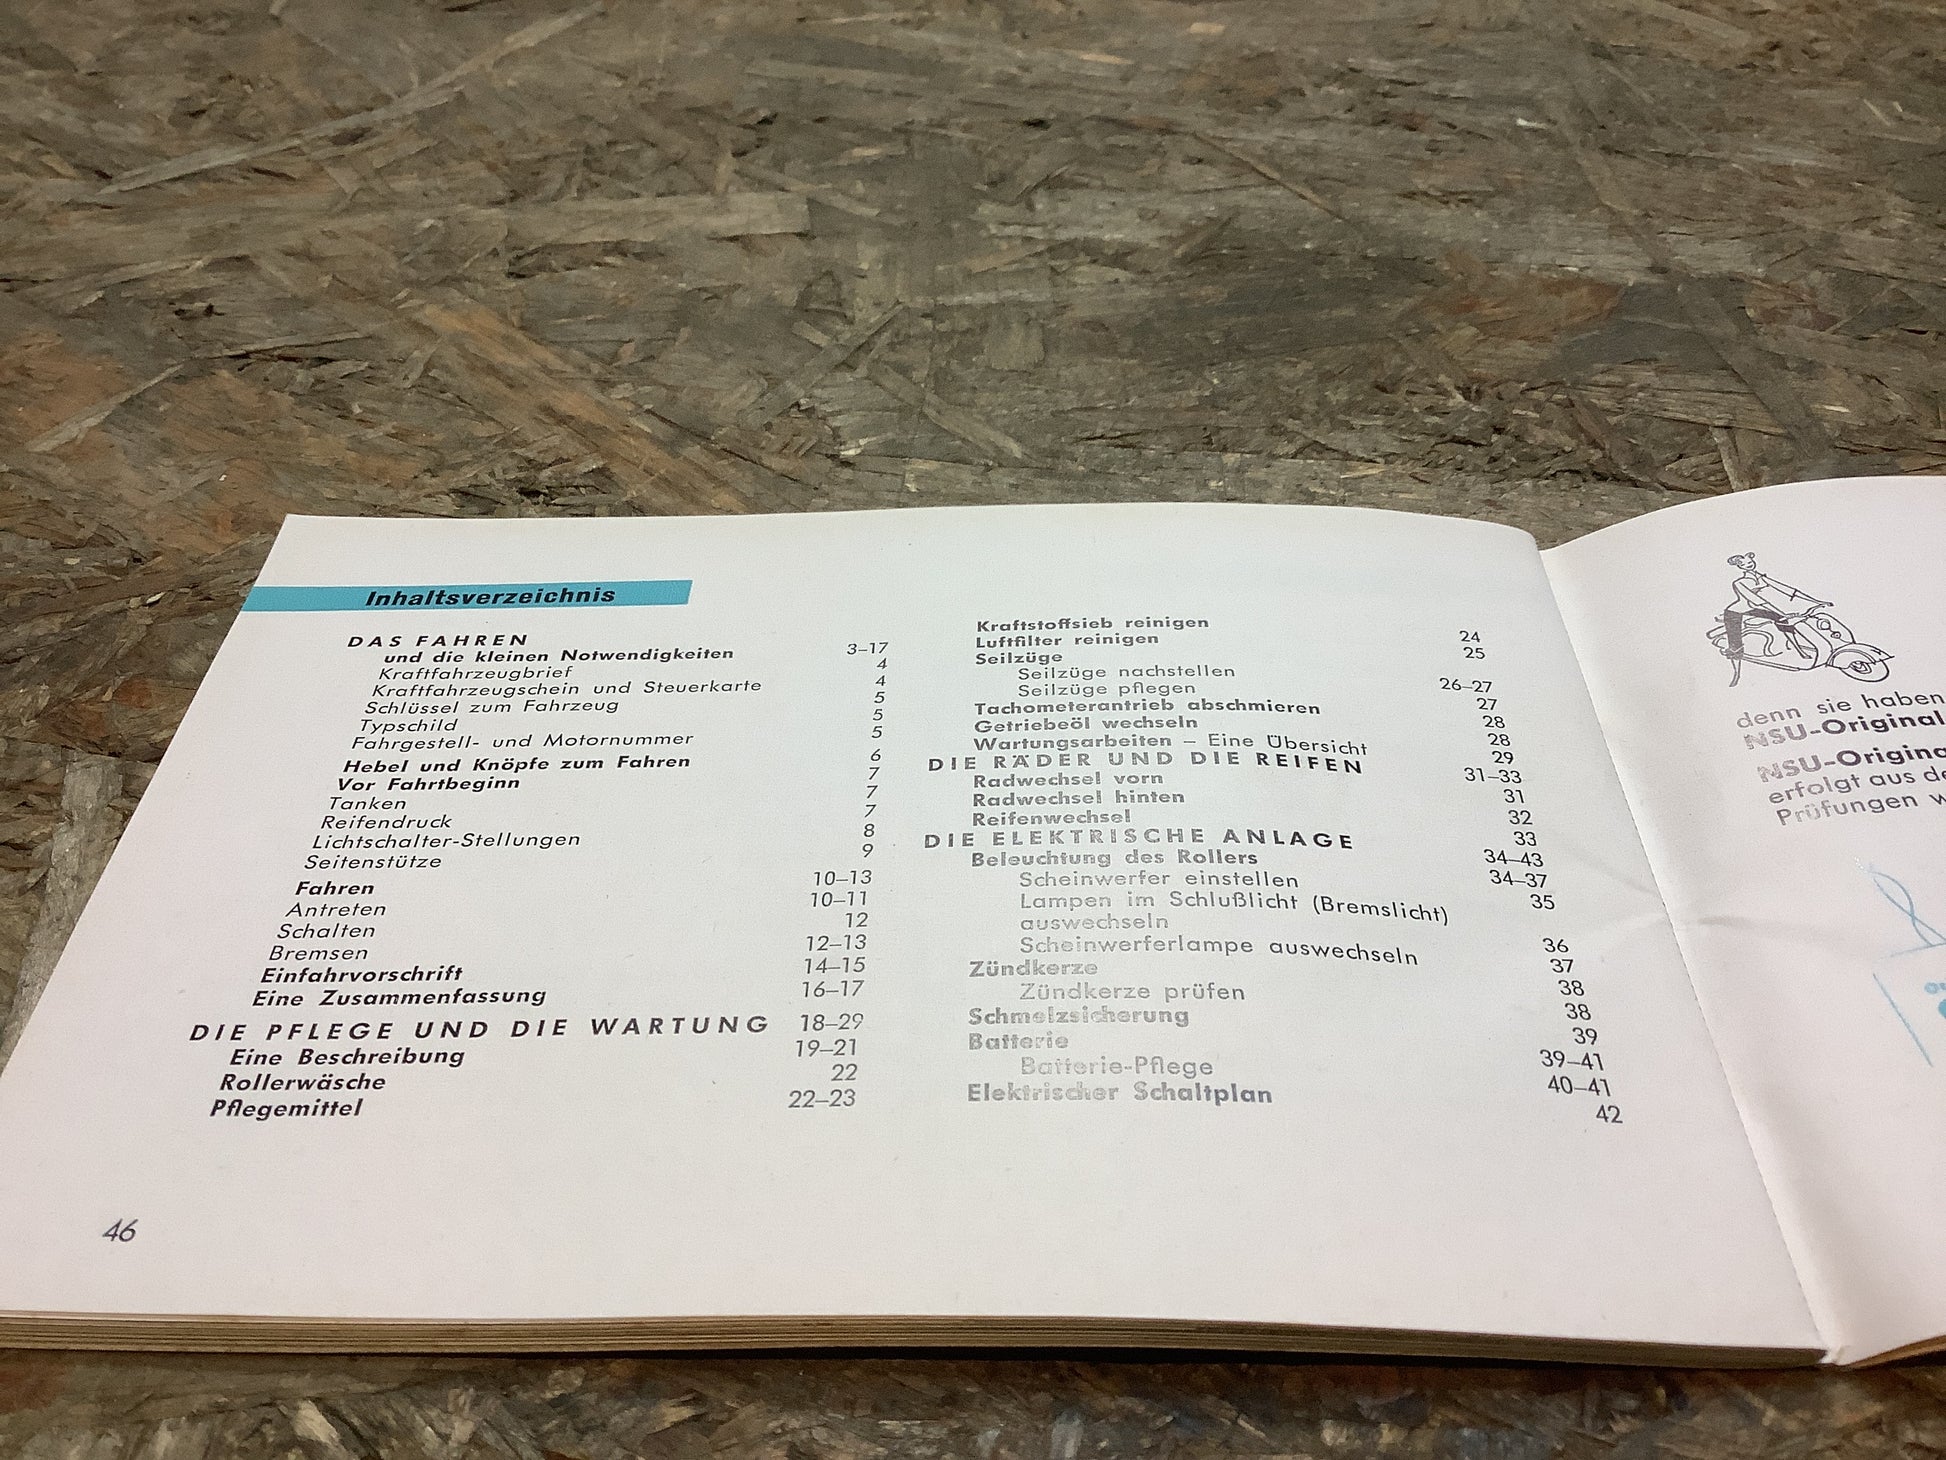 Inhaltsverzeichnis
DAS FAHREN
und die kleinen Notwendigkeiten 3–17
Kraftfahrzeugbrief 4
Kraftfahrzeugschein und Steuerkarte 4
Schlüssel zum Fahrzeug 5
Typschild 5
Fahrgestell- und Motornummer 5
Hebel und Knöpfe zum Fahren 6
Vor Fahrtbeginn 7
Tanken 7
Reifendruck 7
Lichtschalter-Stellungen 8
Seitenstütze 9
Fahren 10–13
Antreten 10–11
Schalten 12
Bremsen 12–13
Einfahrvorschrift 14–15
Eine Zusammenfassung 16–17
DIE PFLEGE UND DIE WARTUNG 18–29
Eine Beschreibung 19–21
Rollerwäsche 22
Pflegemittel 22–23
46
Kraftstoffsieb reinigen 24
Luftfilter reinigen 25
Seilzüge
Seilzüge nachstellen 26–27
Seilzüge pflegen 27
Tachometerantrieb abschmieren 28
Getriebeöl wechseln 28
Wartungsarbeiten – Eine Übersicht 29
DIE RÄDER UND DIE REIFEN 31–33
Radwechsel vorn 31
Radwechsel hinten 32
Reifenwechsel 33
DIE ELEKTRISCHE ANLAGE 34–43
Beleuchtung des Rollers 34–37
Scheinwerfer einstellen 35
Lampen im Schlußlicht (Bremslicht)
auswechseln 36
Scheinwerferlampe auswechseln 37
Zündkerze 38
Zündkerze prüfen 38
Schmelzsicherung 39
Batterie 39–41
Batterie-Pflege 40–41
Elektrischer Schaltplan 42
denn sie haben
NSU-Original
NSU-Origina
erfolgt aus de
Prüfungen w